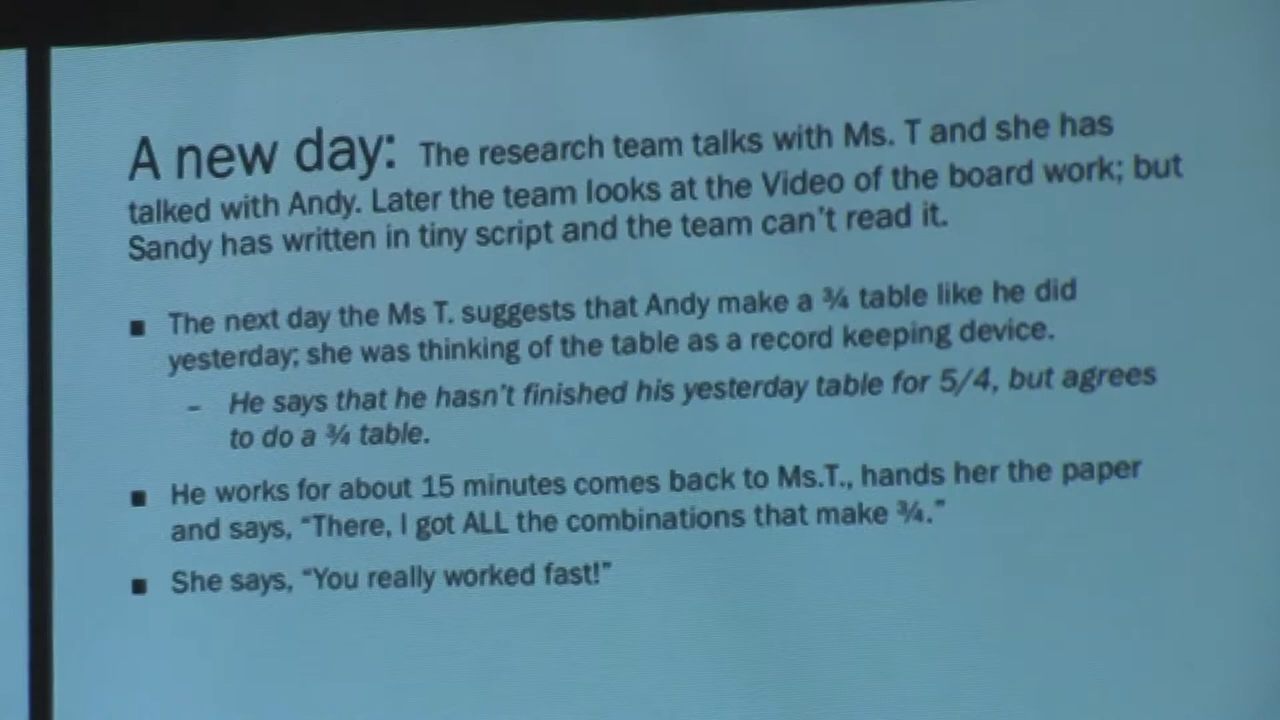 A new day: The research team talks with Ms. T and she has
talked with Andy. Later the team looks at the Video of the board work; but
Sandy has written in tiny script and the team can't read it.
▪ The next day the Ms T. suggests that Andy make a ¾ table like he did
yesterday; she was thinking of the table as a record keeping device.
– He says that he hasn't finished his yesterday table for 5/4, but agrees
to do a ¾ table.
▪ He works for about 15 minutes comes back to Ms.T., hands her the paper
and says, “There, I got ALL the combinations that make ¾.”
▪ She says, “You really worked fast!”